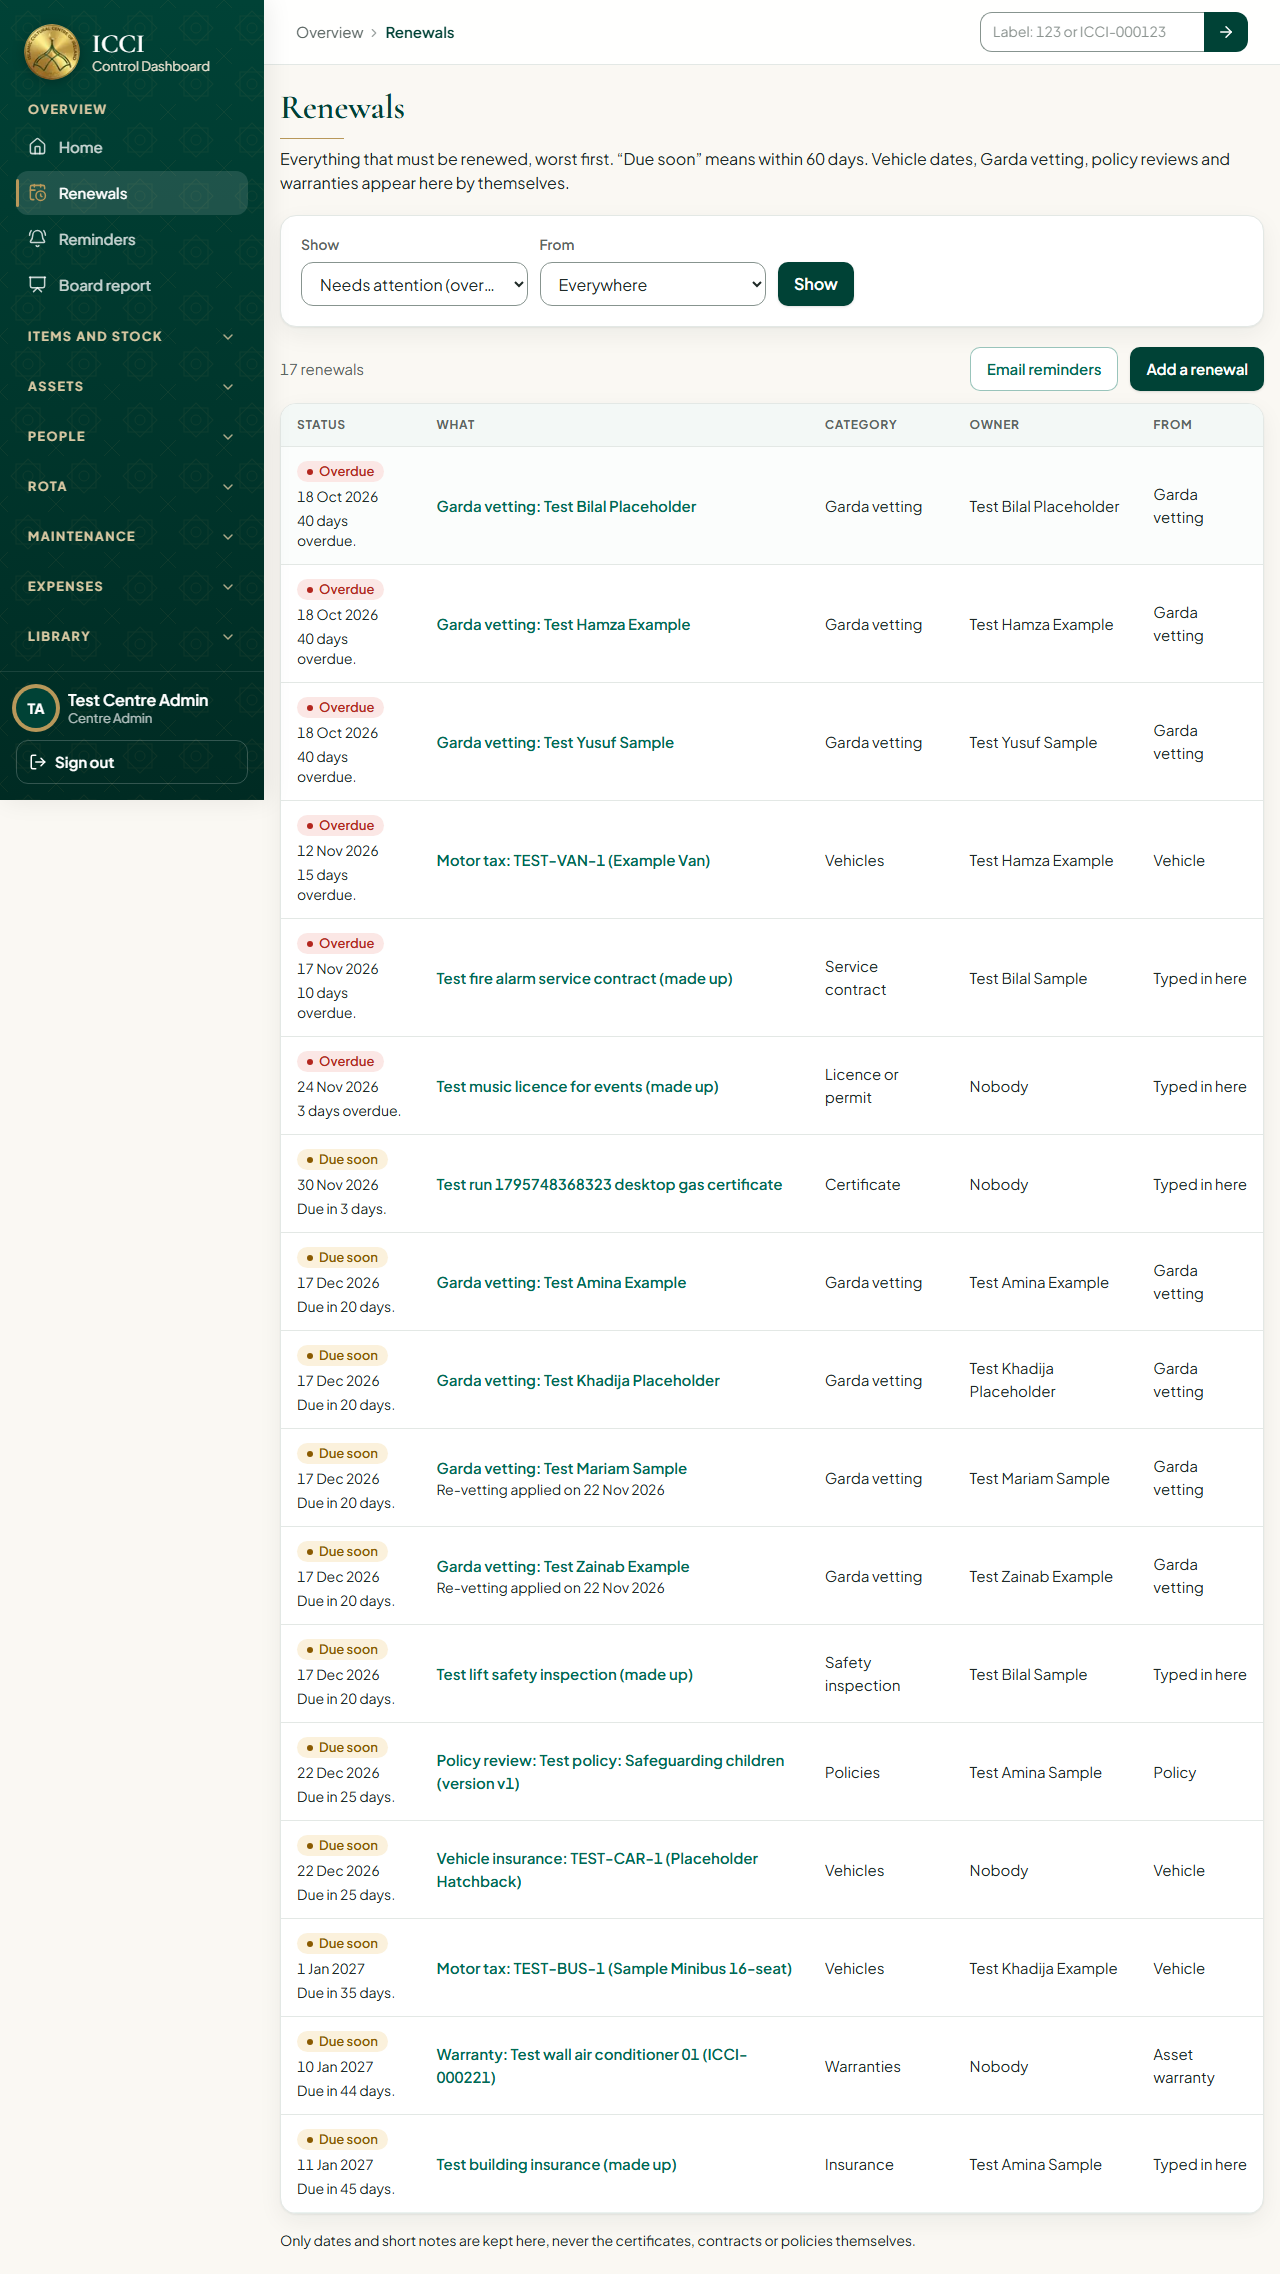 ICCI
Control Dashboard
OVERVIEW
Home
Renewals
Reminders
Board report
ITEMS AND STOCK
ASSETS
PEOPLE
ROTA
MAINTENANCE
EXPENSES
LIBRARY
TA
Test Centre Admin
Centre Admin
Sign out
Overview > Renewals
Label: 123 or ICCI-000123
Renewals
Everything that must be renewed, worst first. “Due soon” means within 60 days. Vehicle dates, Garda vetting, policy reviews and
warranties appear here by themselves.
Show
From
Needs attention (over...
Everywhere
Show
17 renewals
Email reminders
Add a renewal
STATUS WHAT CATEGORY OWNER FROM
Overdue
18 Oct 2026
40 days
overdue.
Garda vetting: Test Bilal Placeholder
Garda vetting
Test Bilal Placeholder
Garda
vetting
Overdue
18 Oct 2026
40 days
overdue.
Garda vetting: Test Hamza Example
Garda vetting
Test Hamza Example
Garda
vetting
Overdue
18 Oct 2026
40 days
overdue.
Garda vetting: Test Yusuf Sample
Garda vetting
Test Yusuf Sample
Garda
vetting
Overdue
12 Nov 2026
15 days
overdue.
Motor tax: TEST-VAN-1 (Example Van)
Vehicles
Test Hamza Example
Vehicle
Overdue
17 Nov 2026
10 days
overdue.
Test fire alarm service contract (made up)
Service
contract
Test Bilal Sample
Typed in here
Overdue
24 Nov 2026
3 days overdue.
Test music licence for events (made up)
Licence or
permit
Nobody
Typed in here
Due soon
30 Nov 2026
Due in 3 days.
Test run 1795748368323 desktop gas certificate
Certificate
Nobody
Typed in here
Due soon
17 Dec 2026
Due in 20 days.
Garda vetting: Test Amina Example
Garda vetting
Test Amina Example
Garda
vetting
Due soon
17 Dec 2026
Due in 20 days.
Garda vetting: Test Khadija Placeholder
Garda vetting
Test Khadija
Placeholder
Garda
vetting
Due soon
17 Dec 2026
Due in 20 days.
Garda vetting: Test Mariam Sample
Re-vetting applied on 22 Nov 2026
Garda vetting
Test Mariam Sample
Garda
vetting
Due soon
17 Dec 2026
Due in 20 days.
Garda vetting: Test Zainab Example
Re-vetting applied on 22 Nov 2026
Garda vetting
Test Zainab Example
Garda
vetting
Due soon
17 Dec 2026
Due in 20 days.
Test lift safety inspection (made up)
Safety
inspection
Test Bilal Sample
Typed in here
Due soon
22 Dec 2026
Due in 25 days.
Policy review: Test policy: Safeguarding children
(version v1)
Policies
Test Amina Sample
Policy
Due soon
22 Dec 2026
Due in 25 days.
Vehicle insurance: TEST-CAR-1 (Placeholder
Hatchback)
Vehicles
Nobody
Vehicle
Due soon
1 Jan 2027
Due in 35 days.
Motor tax: TEST-BUS-1 (Sample Minibus 16-seat)
Vehicles
Test Khadija Example
Vehicle
Due soon
10 Jan 2027
Due in 44 days.
Warranty: Test wall air conditioner 01 (ICCI-
000221)
Warranties
Nobody
Asset
warranty
Due soon
11 Jan 2027
Due in 45 days.
Test building insurance (made up)
Insurance
Test Amina Sample
Typed in here
Only dates and short notes are kept here, never the certificates, contracts or policies themselves.